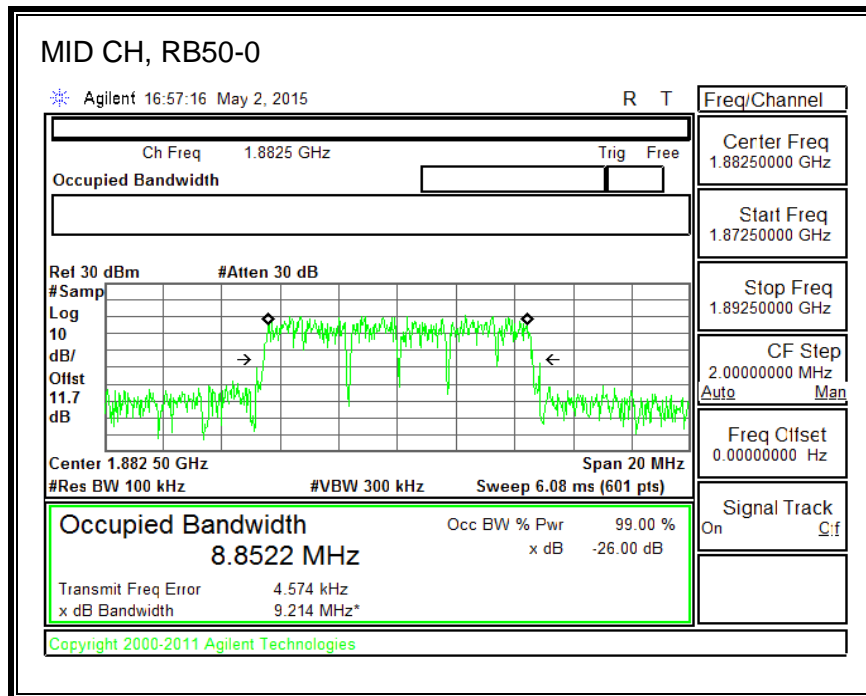 MID CH, RB50-0
Agilent 16:57:16 May 2, 2015 R T
Freq/Channel
Ch Freq 1.8825 GHz Trig Free
Occupied Bandwidth
Center Freq
1.88250000 GHz
Start Freq
1.87250000 GHz
Stop Freq
1.89250000 GHz
CF Step
2.00000000 MHz
Auto Man
Freq Offset
0.00000000 Hz
Signal Track
On Off
Ref 30 dBm #Atten 30 dB
#Samp
Log
10
dB/
Offst
11.7
dB
Center 1.882 50 GHz Span 20 MHz
#Res BW 100 kHz #VBW 300 kHz Sweep 6.08 ms (601 pts)
Occupied Bandwidth
8.8522 MHz
Occ BW % Pwr 99.00 %
x dB -26.00 dB
Transmit Freq Error 4.574 kHz
x dB Bandwidth 9.214 MHz*
Copyright 2000-2011 Agilent Technologies